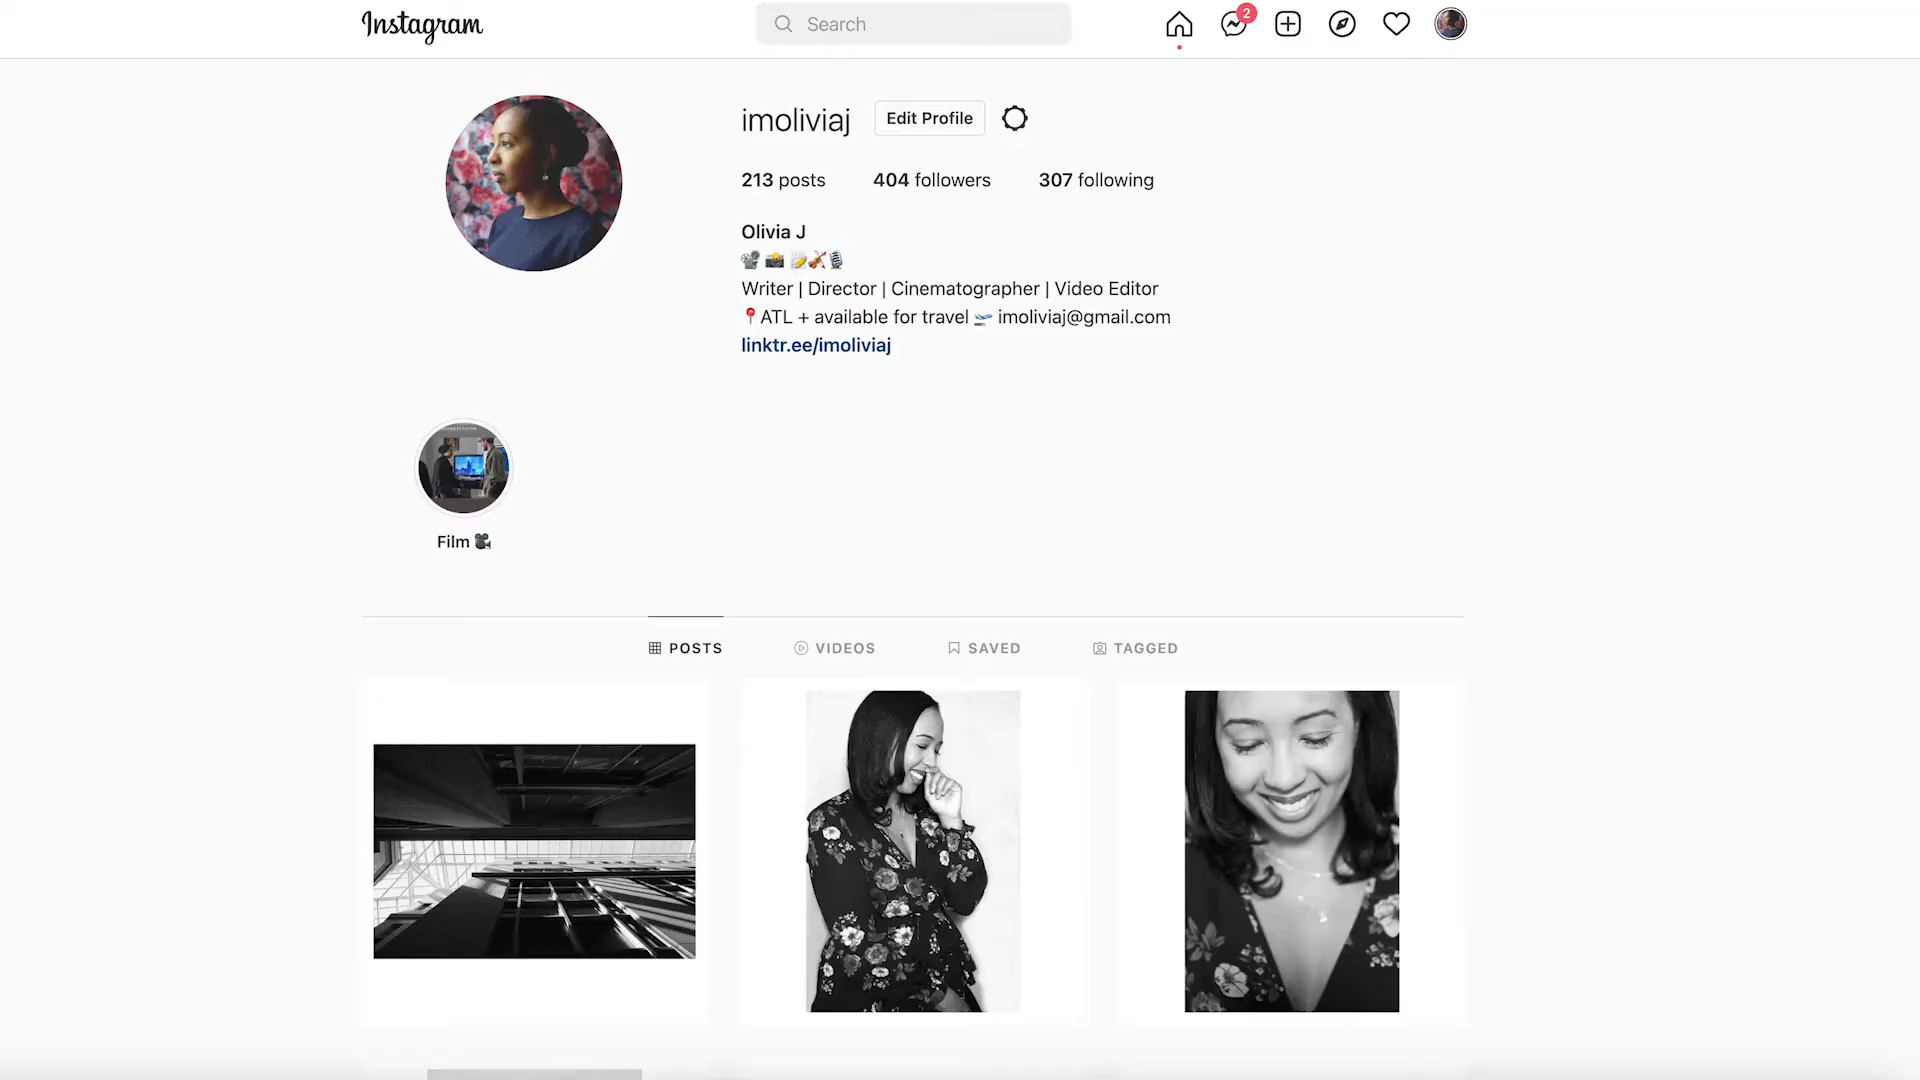 Instagram
Search
2
imoliviaj Edit Profile
213 posts 404 followers 307 following
Olivia J
📽📸📝🎻🎙
Writer | Director | Cinematographer | Video Editor
📍ATL + available for travel 🛫 imoliviaj@gmail.com
linktr.ee/imoliviaj
Film 🎥
POSTS VIDEOS SAVED TAGGED